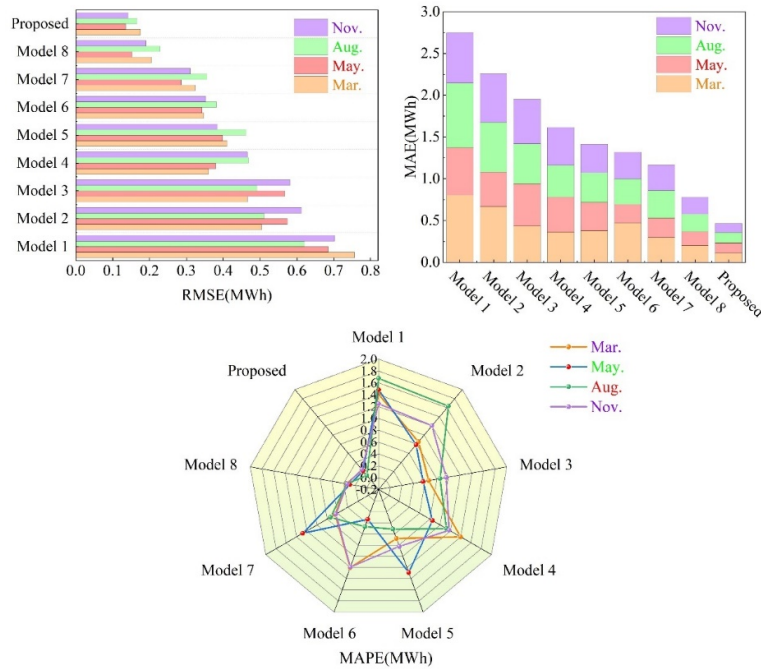 Proposed
Model 8
Model 7
Model 6
Model 5
Model 4
Model 3
Model 2
Model 1
Nov.
Aug.
May.
Mar.
0.0 0.1 0.2 0.3 0.4 0.5 0.6 0.7 0.8
RMSE(MWh)
MAE(MWh)
3.0
2.5
2.0
1.5
1.0
0.5
0.0
Nov.
Aug.
May.
Mar.
Model 1
Model 2
Model 3
Model 4
Model 5
Model 6
Model 7
Model 8
Proposed
Model 1
Model 2
Model 3
Model 4
Model 5
Model 6
Model 7
Model 8
Proposed
2.0
1.8
1.6
1.4
1.2
1.0
0.8
0.6
0.4
0.2
0.0
-0.2
Mar.
May.
Aug.
Nov.
MAPE(MWh)